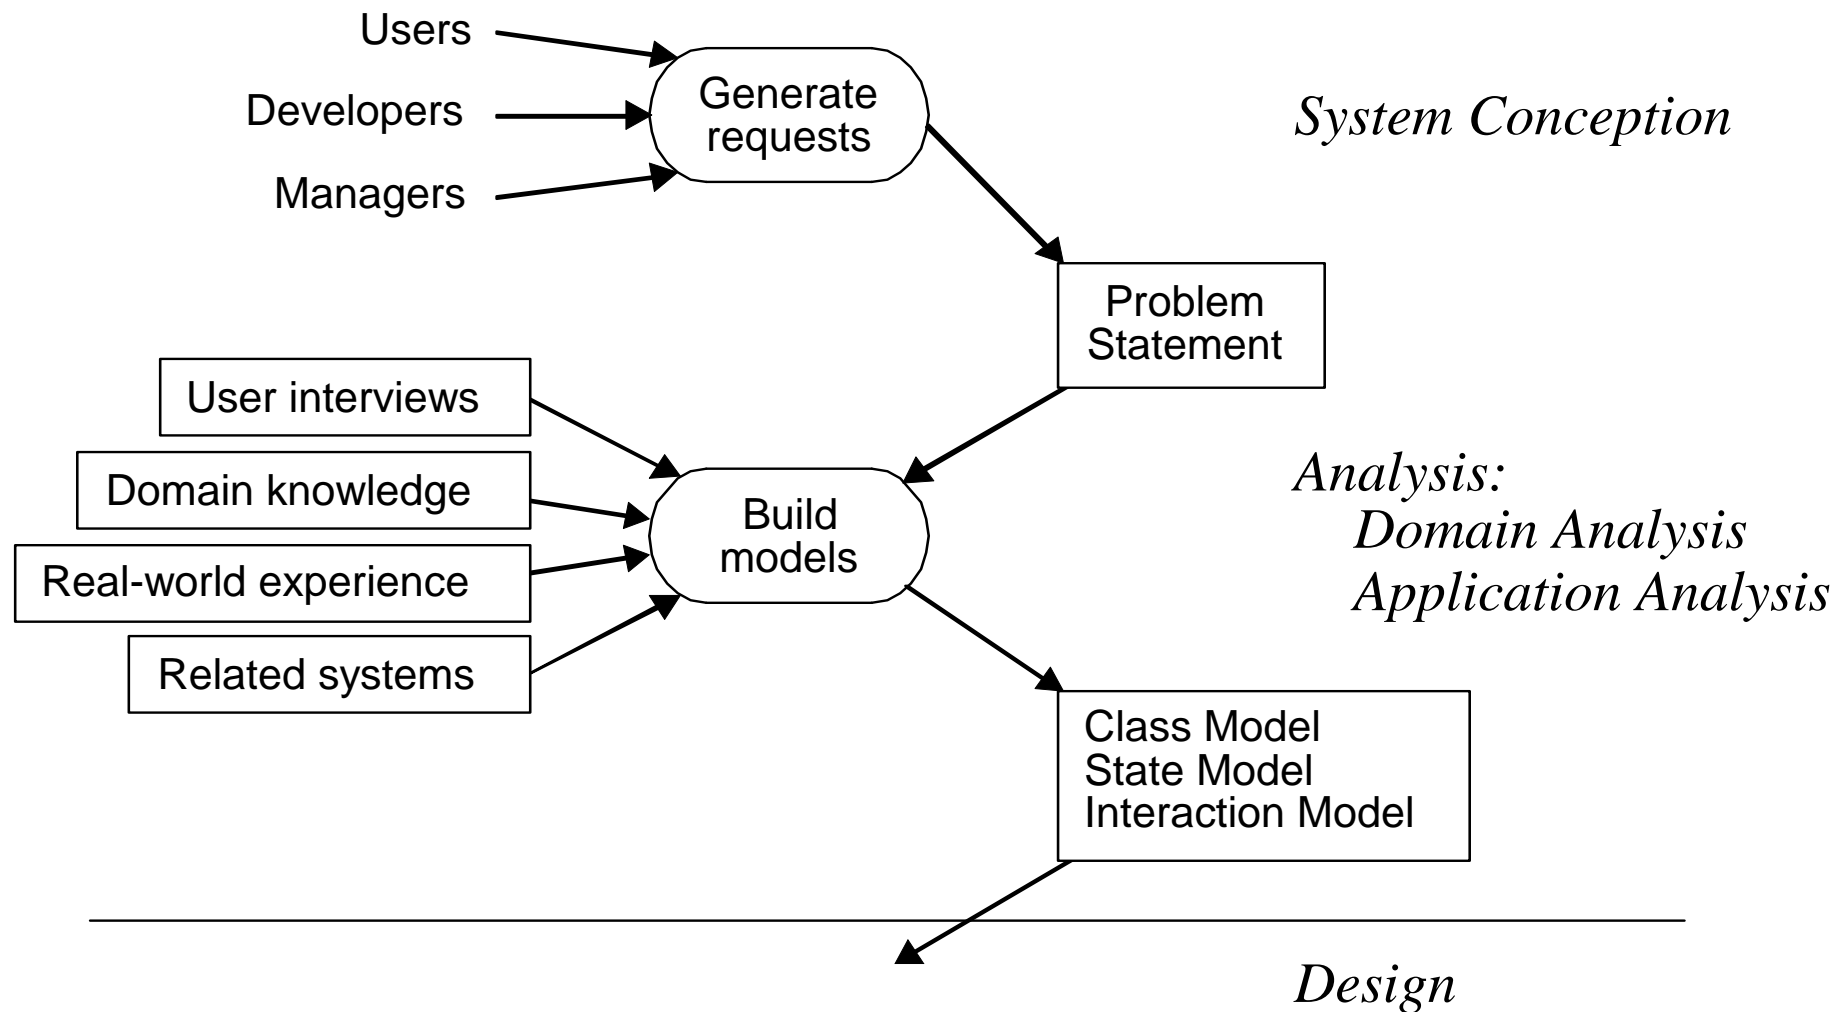 Users
Developers
Managers
Generate
requests
System Conception
Problem
Statement
User interviews
Domain knowledge
Real-world experience
Related systems
Build
models
Analysis:
Domain Analysis
Application Analysis
Class Model
State Model
Interaction Model
Design